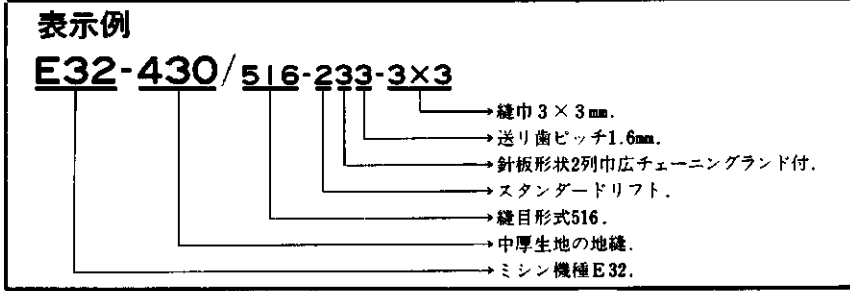 表示例
E32-430/516-233-3×3
縫巾3×3mm.
送り歯ピッチ1.6mm.
針板形状2列巾広チェーニングランド付.
スタンダードリフト.
縫目形式516.
中厚生地の地縫.
ミシン機種E32.